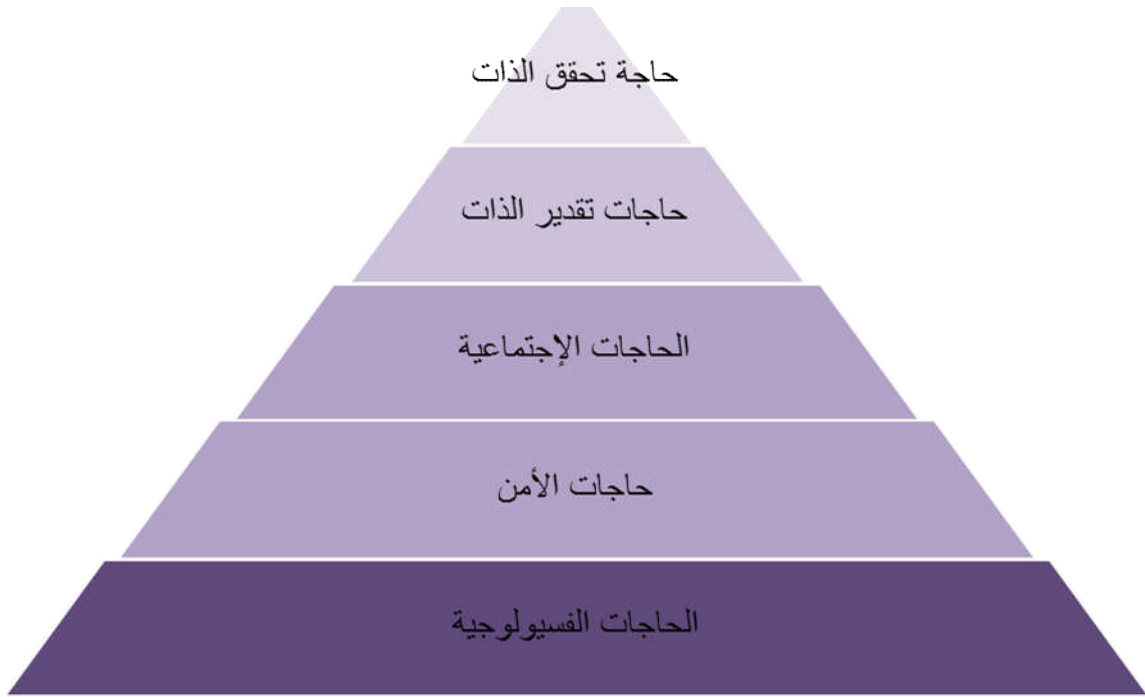 حاجة تحقق الذات
حاجات تقدير الذات
الحاجات الإجتماعية
حاجات الأمن
الحاجات الفسيولوجية